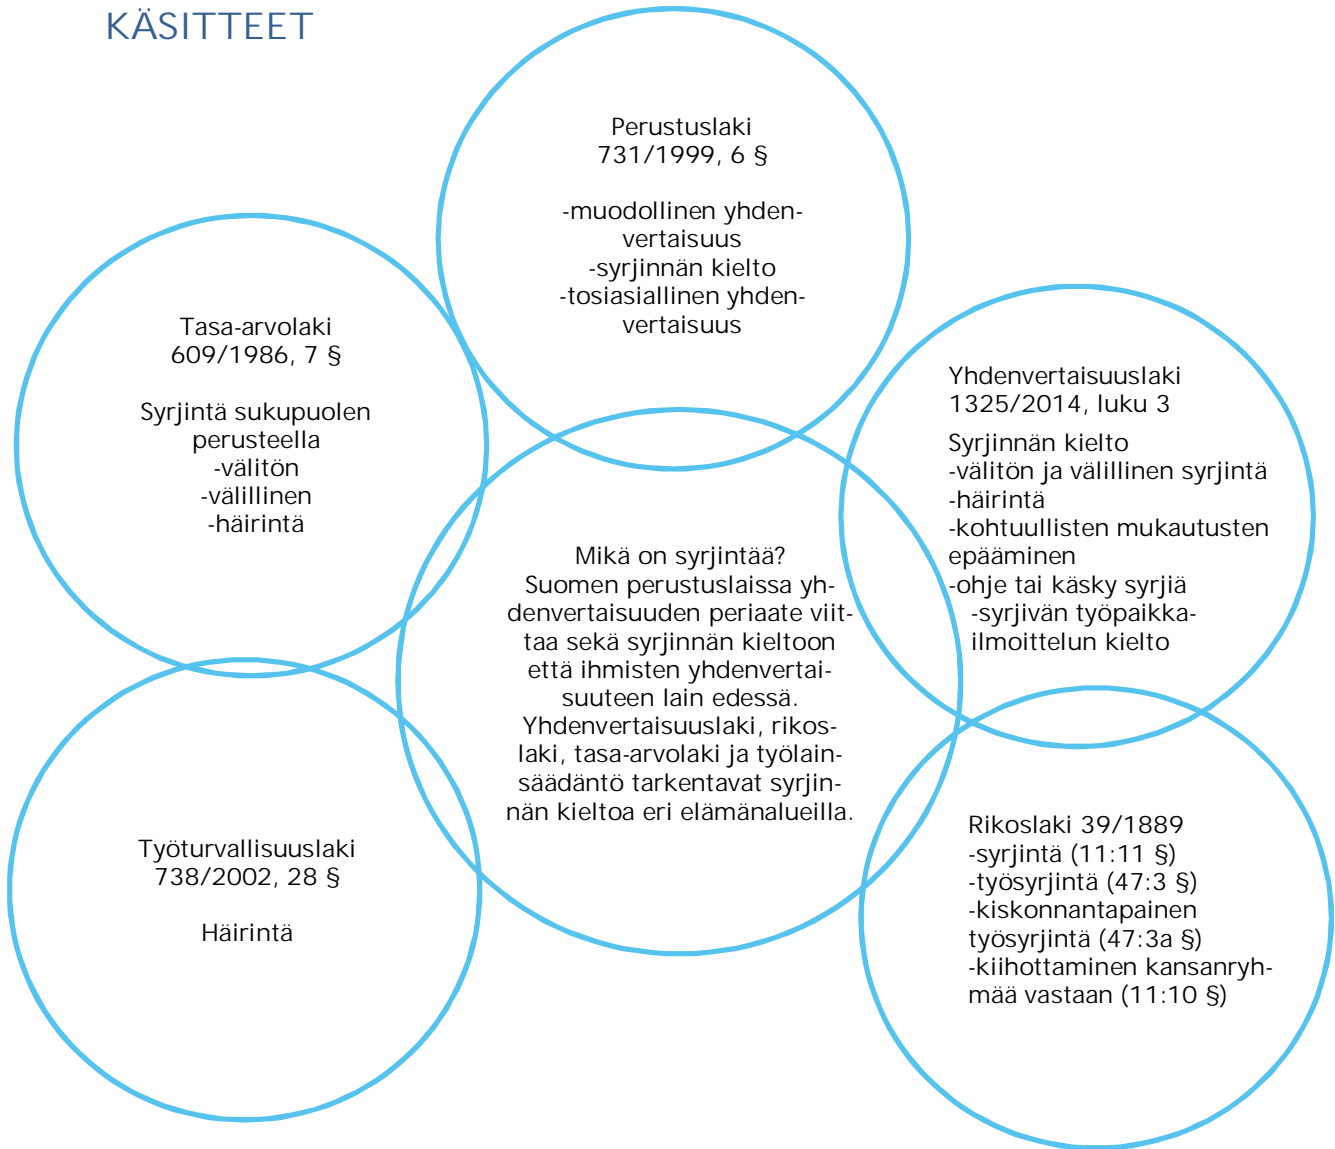 KÄSITTEET
Perustuslaki
731/1999, 6 §
-muodollinen yhden-
vertaisuus
-syrjinnän kielto
-tosiasiallinen yhden-
vertaisuus
Tasa-arvolaki
609/1986, 7 §
Syrjintä sukupuolen
perusteella
-välitön
-välillinen
-häirintä
Yhdenvertaisuuslaki
1325/2014, luku 3
Syrjinnän kielto
-välitön ja välillinen syrjintä
-häirintä
-kohtuullisten mukautusten
epääminen
-ohje tai käsky syrjiä
-syrjivän työpaikka-
ilmoittelun kielto
Mikä on syrjintää?
Suomen perustuslaissa yh-
denvertaisuuden periaate viit-
taa sekä syrjinnän kieltoon
että ihmisten yhdenvertai-
suuteen lain edessä.
Yhdenvertaisuuslaki, rikos-
laki, tasa-arvolaki ja työlain-
säädäntö tarkentavat syrjin-
nän kieltoa eri elämänalueilla.
Työturvallisuuslaki
738/2002, 28 §
Häirintä
Rikoslaki 39/1889
-syrjintä (11:11 §)
-työsyrjintä (47:3 §)
-kiskonnantapainen
työsyrjintä (47:3a §)
-kiihottaminen kansanryh-
mää vastaan (11:10 §)